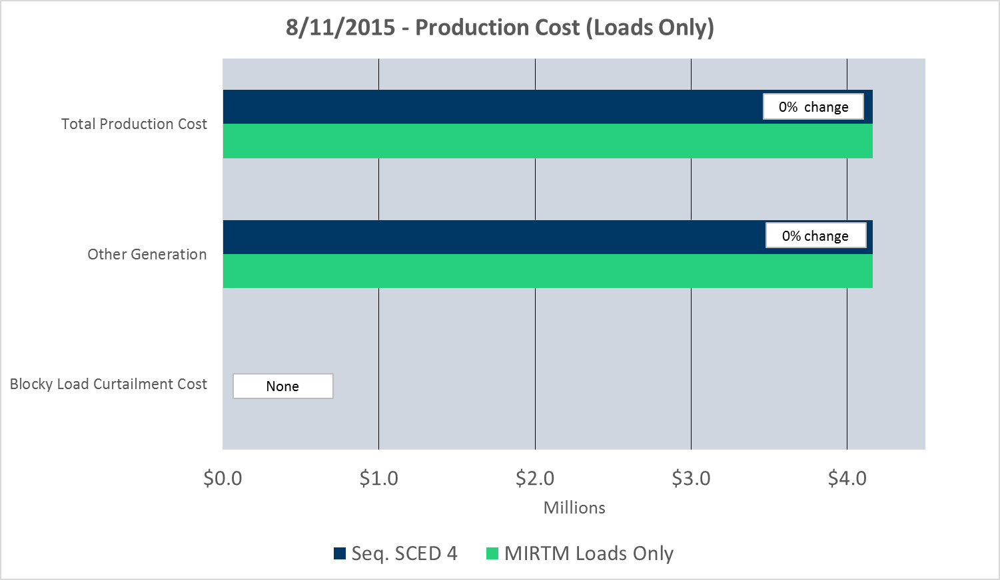 8/11/2015 - Production Cost (Loads Only)
Total Production Cost
0% change
Other Generation
0% change
Blocky Load Curtailment Cost
None
$0.0 $1.0 $2.0 $3.0 $4.0
Millions
Seq. SCED 4 MIRTM Loads Only